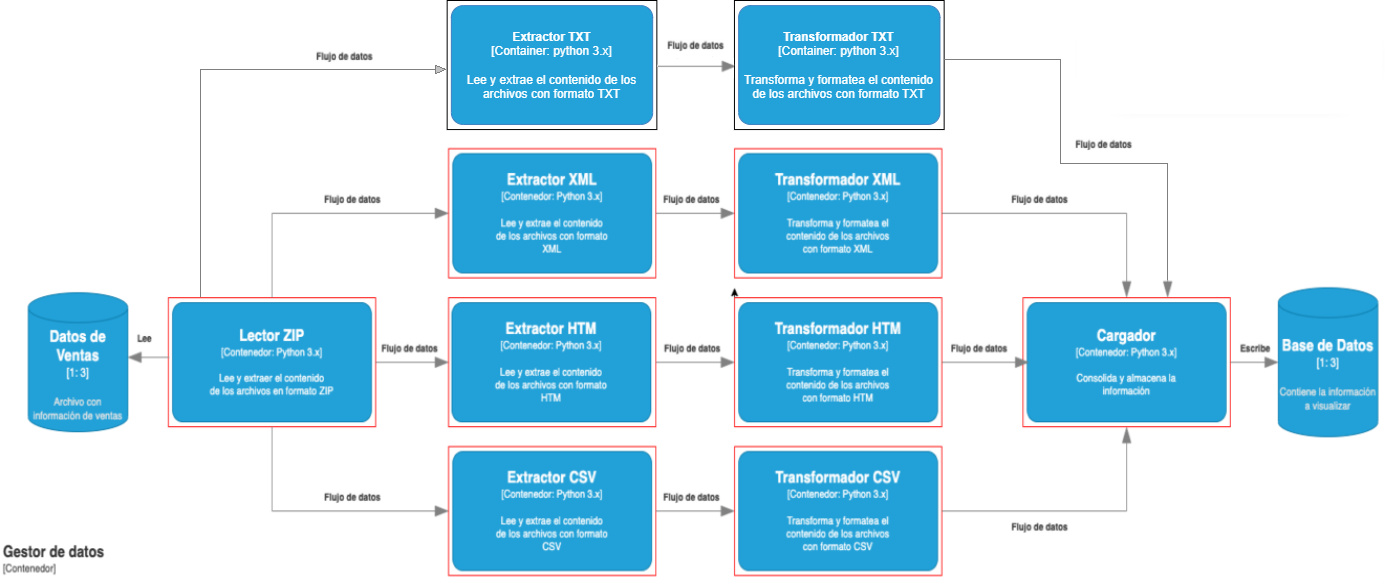 Extractor TXT
[Container: python 3.x]
Lee y extrae el contenido de los
archivos con formato TXT
Flujo de datos
Flujo de datos
Transformador TXT
[Container: python 3.x]
Transforma y formatea el contenido
de los archivos con formato TXT
Flujo de datos
Flujo de datos
Extractor XML
[Contenedor: Python 3.x]
Lee y extrae el contenido
de los archivos con formato
XML
Flujo de datos
Transformador XML
[Contenedor: Python 3.x]
Transforma y formatea el
contenido de los archivos
con formato XML
Flujo de datos
Datos de
Ventas
[1: 3]
Archivo con
información de ventas
Lee
Lector ZIP
[Contenedor: Python 3.x]
Lee y extraer el contenido
de los archivos en formato ZIP
Flujo de datos
Extractor HTM
[Contenedor: Python 3.x]
Lee y extrae el contenido
de los archivos con formato
HTM
Flujo de datos
Transformador HTM
[Contenedor: Python 3.x]
Transforma y formatea el
contenido de los archivos
con formato HTM
Flujo de datos
Cargador
[Contenedor: Python 3.x]
Consolida y almacena la
información
Escribe
Base de Datos
[1: 3]
Contiene la información
a visualizar
Flujo de datos
Extractor CSV
[Contenedor: Python 3.x]
Lee y extrae el contenido
de los archivos con formato
CSV
Flujo de datos
Transformador CSV
[Contenedor: Python 3.x]
Transforma y formatea el
contenido de los archivos
con formato CSV
Flujo de datos
Gestor de datos
[Contenedor]